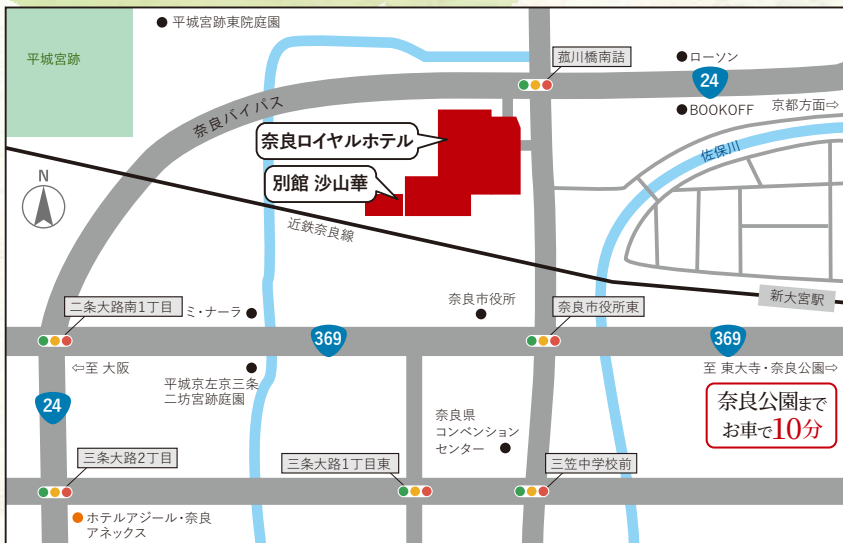 平城宮跡東院庭園
平城宮跡
菰川橋南詰
ローソン
24
BOOKOFF
京都方面⇨
奈良バイパス
奈良ロイヤルホテル
佐保川
別館 沙山華
N
近鉄奈良線
新大宮駅
二条大路南1丁目
ミ・ナーラ
奈良市役所
奈良市役所東
369
369
⇦至 大阪
至 東大寺・奈良公園⇨
平城京左京三条
二坊宮跡庭園
24
奈良公園まで
お車で10分
奈良県
コンベンション
センター
三条大路2丁目
三条大路1丁目東
三笠中学校前
ホテルアジール・奈良
アネックス